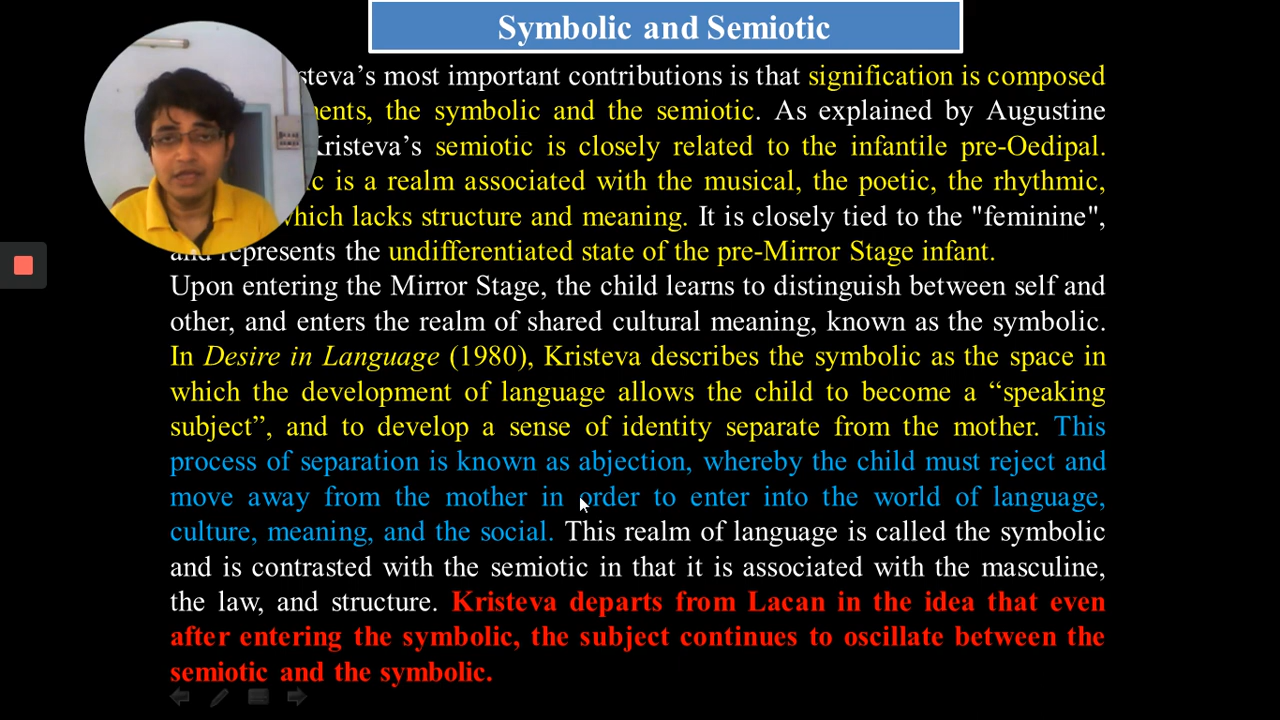 Symbolic and Semiotic
steva’s most important contributions is that signification is composed
ments, the symbolic and the semiotic. As explained by Augustine
Kristeva’s semiotic is closely related to the infantile pre-Oedipal.
is a realm associated with the musical, the poetic, the rhythmic,
which lacks structure and meaning. It is closely tied to the "feminine",
and represents the undifferentiated state of the pre-Mirror Stage infant.
Upon entering the Mirror Stage, the child learns to distinguish between self and
other, and enters the realm of shared cultural meaning, known as the symbolic.
In Desire in Language (1980), Kristeva describes the symbolic as the space in
which the development of language allows the child to become a “speaking
subject”, and to develop a sense of identity separate from the mother. This
process of separation is known as abjection, whereby the child must reject and
move away from the mother in order to enter into the world of language,
culture, meaning, and the social. This realm of language is called the symbolic
and is contrasted with the semiotic in that it is associated with the masculine,
the law, and structure. Kristeva departs from Lacan in the idea that even
after entering the symbolic, the subject continues to oscillate between the
semiotic and the symbolic.